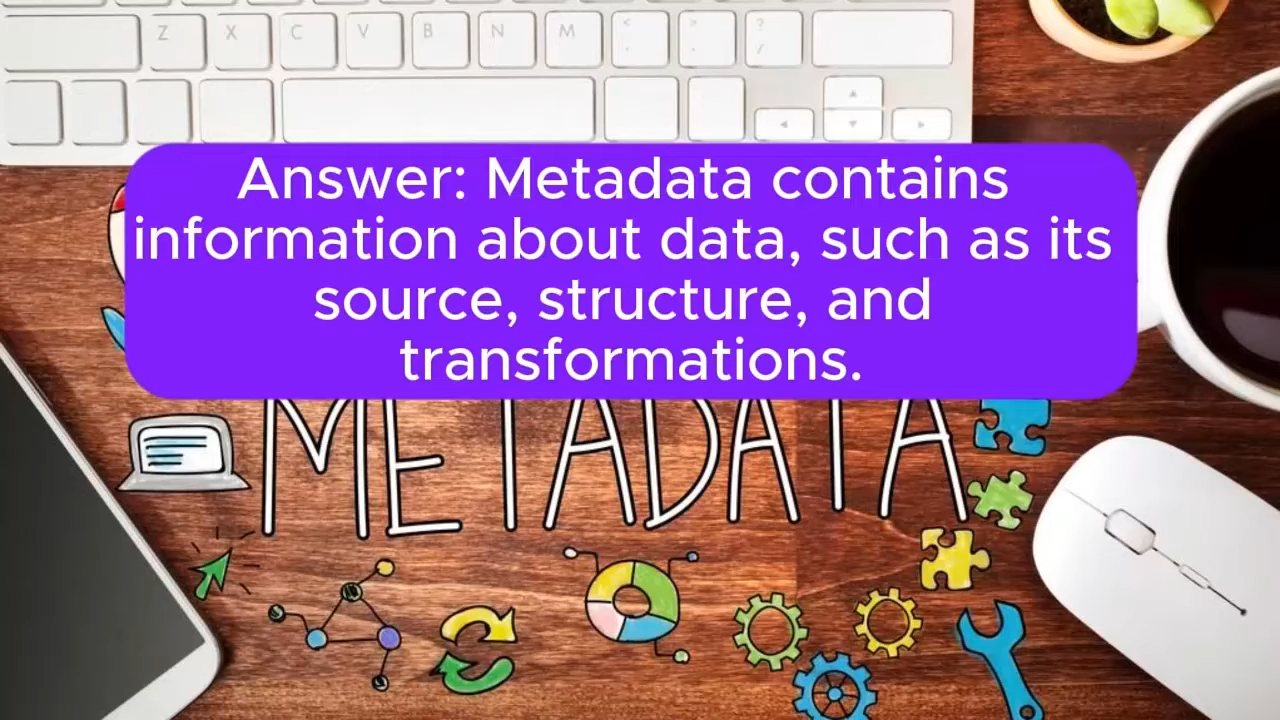 Z X C V B N M < > ?
, . /
Answer: Metadata contains
information about data, such as its
source, structure, and
transformations.
METADATA